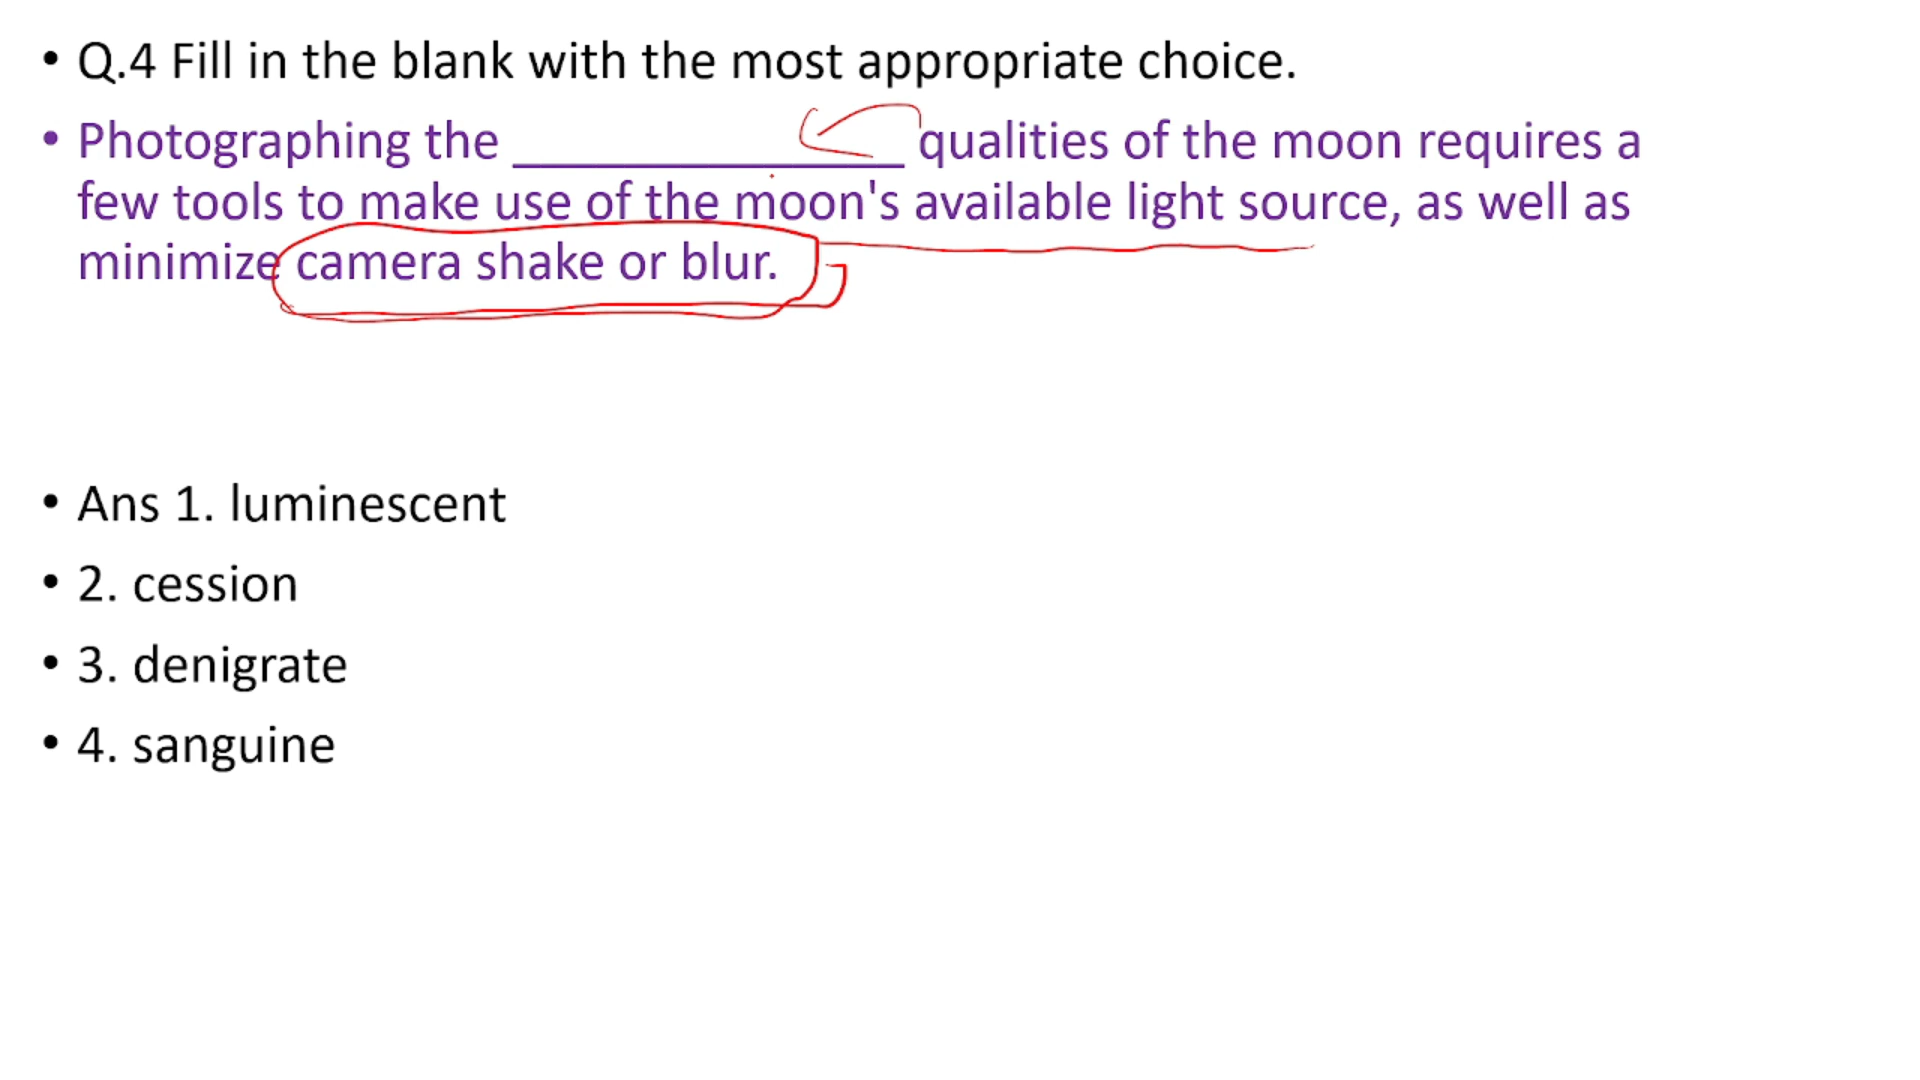 • Q.4 Fill in the blank with the most appropriate choice.
• Photographing the _______________ qualities of the moon requires a
few tools to make use of the moon's available light source, as well as
minimize camera shake or blur.
• Ans 1. luminescent
• 2. cession
• 3. denigrate
• 4. sanguine